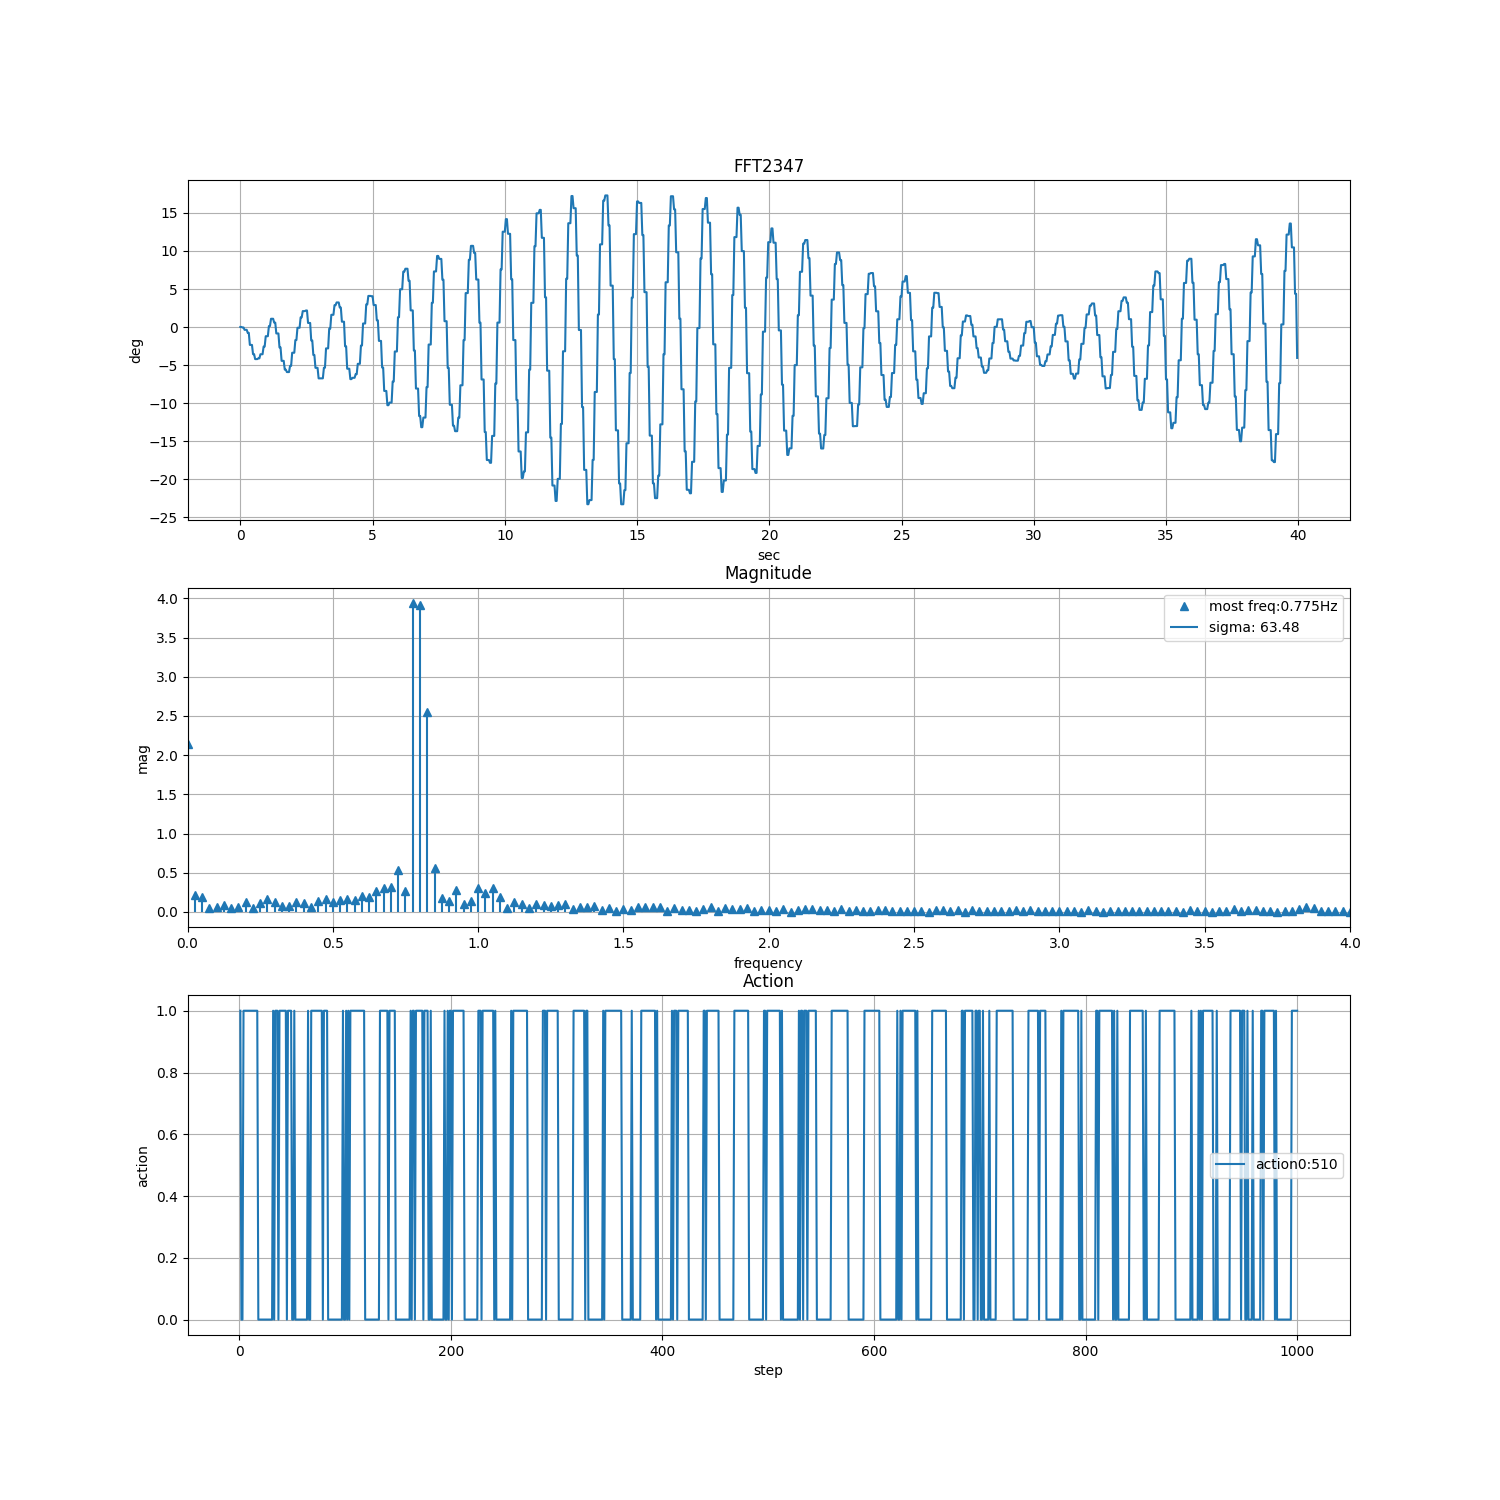 FFT2347
15
10
5
0
−5
−10
−15
−20
−25
deg
0 5 10 15 20 25 30 35 40
sec
Magnitude
4.0
3.5
3.0
2.5
2.0
1.5
1.0
0.5
0.0
mag
most freq:0.775Hz
sigma: 63.48
0.0 0.5 1.0 1.5 2.0 2.5 3.0 3.5 4.0
frequency
Action
1.0
0.8
0.6
0.4
0.2
0.0
action
action0:510
0 200 400 600 800 1000
step